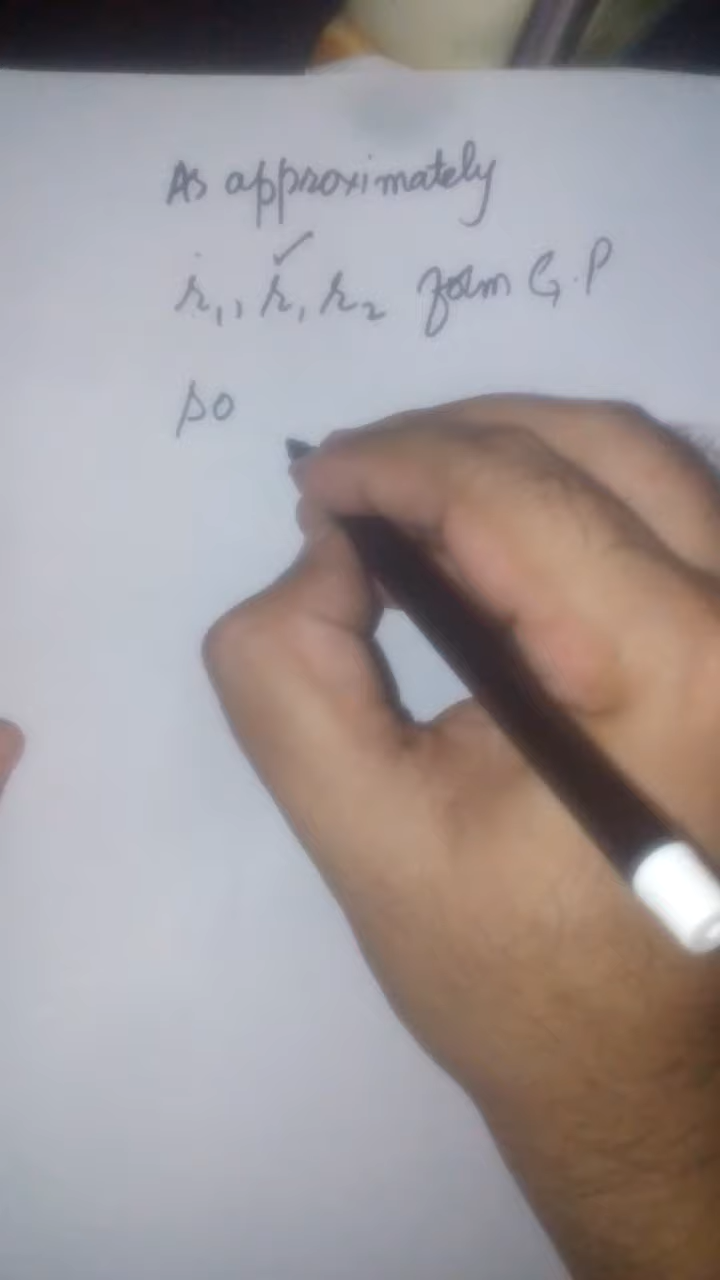 As approximately
r₁, r, r₂ form G.P
so